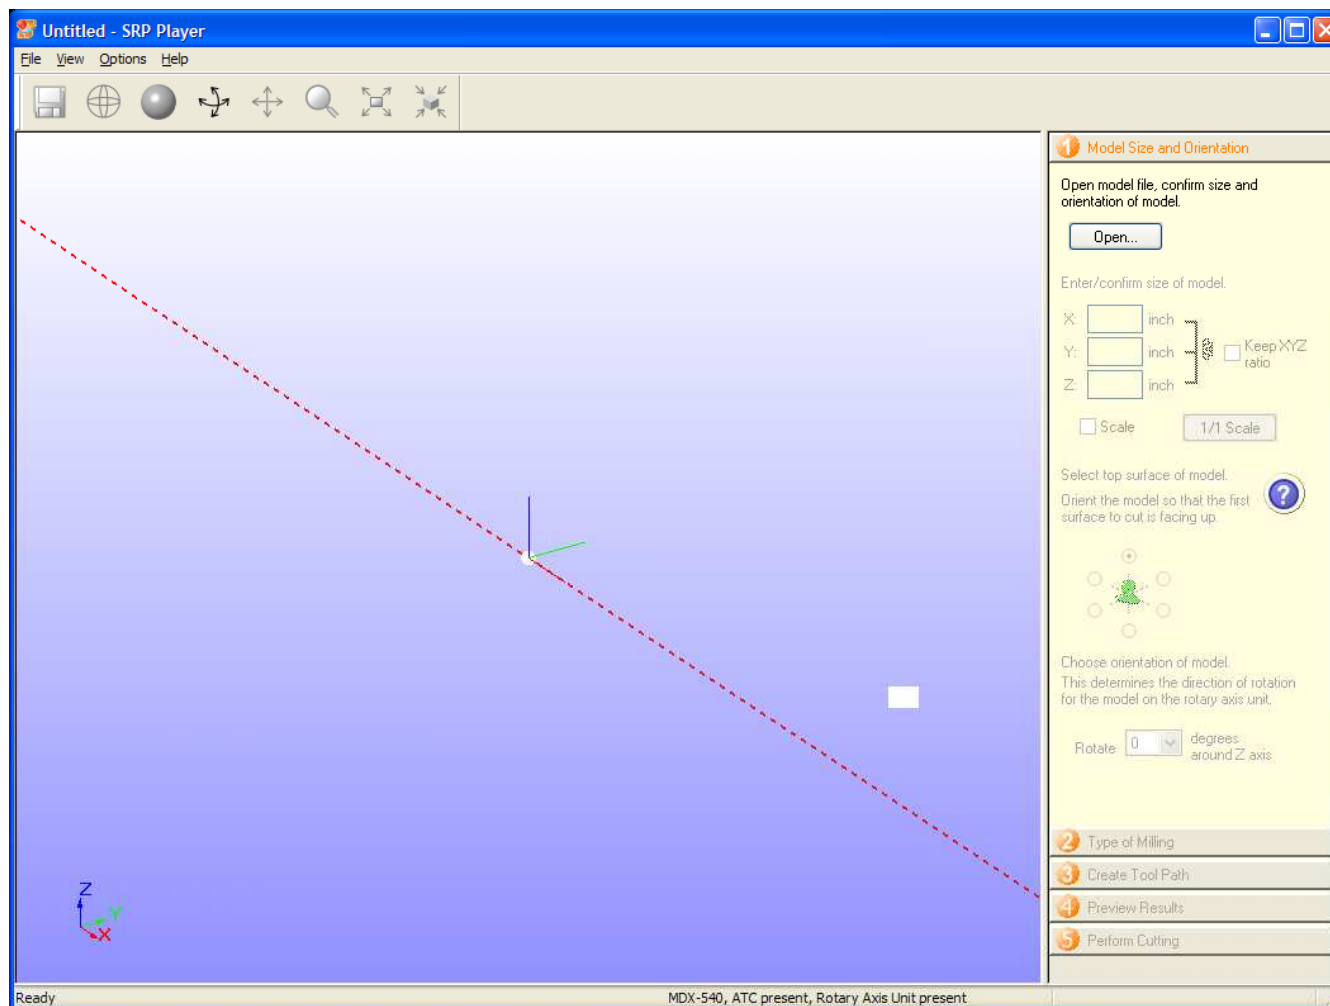 Untitled - SRP Player
File View Options Help
1 Model Size and Orientation
Open model file, confirm size and
orientation of model.
Open...
Enter/confirm size of model.
X: inch
Y: inch
Z: inch
Keep XYZ
ratio
Scale 1/1 Scale
Select top surface of model.
Orient the model so that the first
surface to cut is facing up.
?
Choose orientation of model.
This determines the direction of rotation
for the model on the rotary axis unit.
Rotate 0 degrees
around Z axis
2 Type of Milling
3 Create Tool Path
4 Preview Results
5 Perform Cutting
Z
Y
X
Ready MDX-540, ATC present, Rotary Axis Unit present